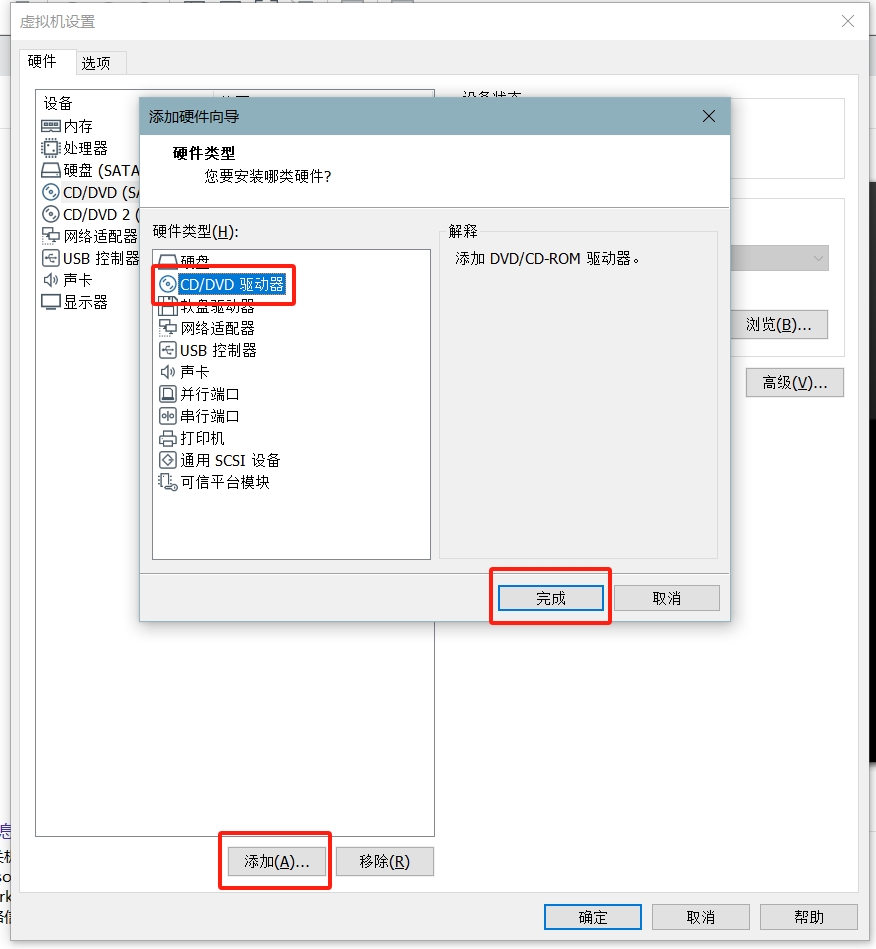 虚拟机设置
硬件 选项
设备
内存
处理器
硬盘 (SATA
CD/DVD (SA
CD/DVD 2 (
网络适配器
USB 控制器
声卡
显示器
设备状态
浏览(B)...
高级(V)...
添加硬件向导
硬件类型
您要安装哪类硬件?
硬件类型(H):
硬盘
CD/DVD 驱动器
软盘驱动器
网络适配器
USB 控制器
声卡
并行端口
串行端口
打印机
通用 SCSI 设备
可信平台模块
解释
添加 DVD/CD-ROM 驱动器。
完成 取消
添加(A)... 移除(R)
确定 取消 帮助